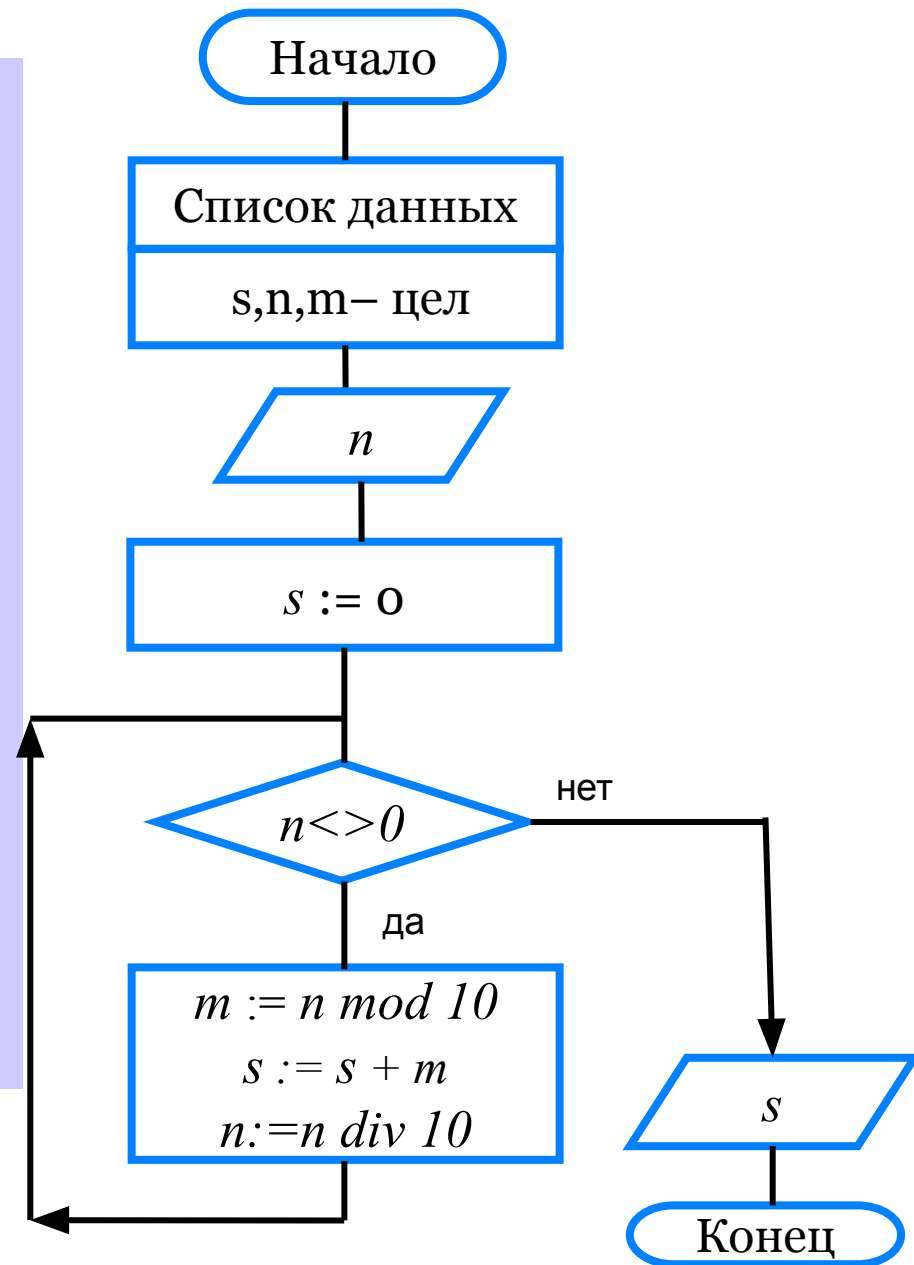 Начало
Список данных
s,n,m– цел
n
s := 0
n<>0
нет
да
m := n mod 10
s := s + m
n:=n div 10
s
Конец